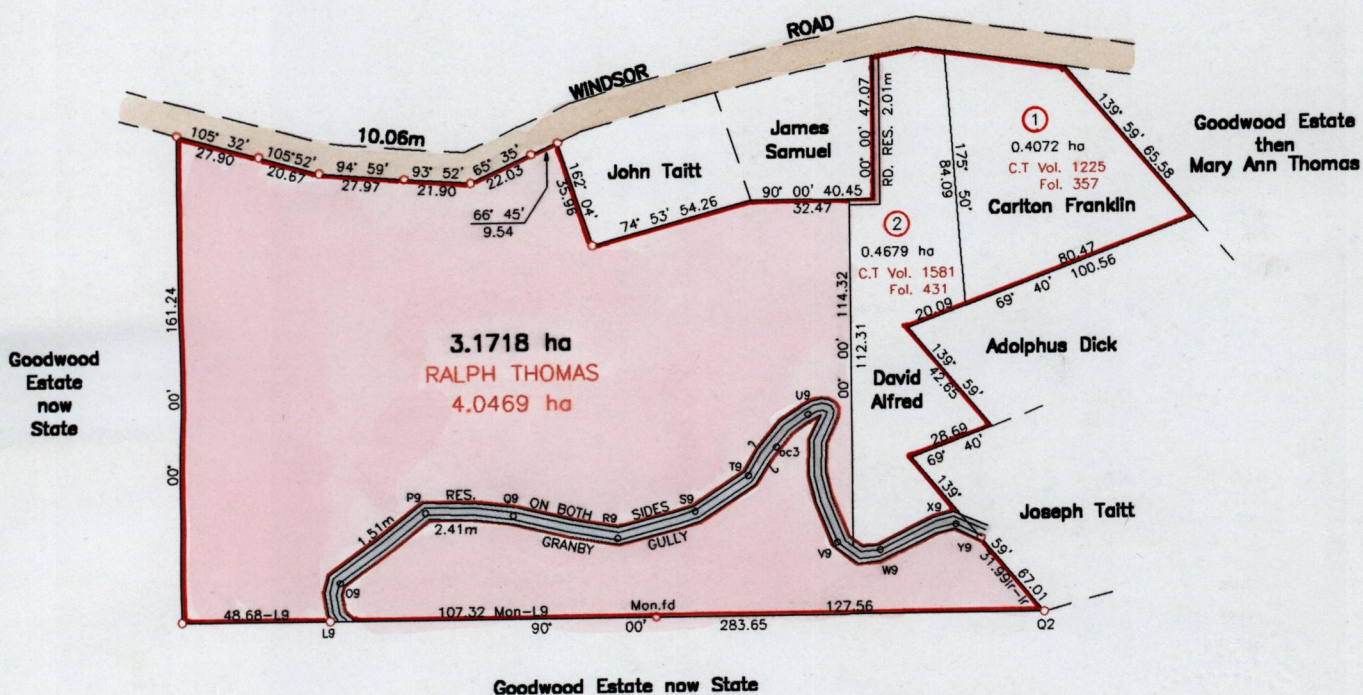 ROAD
WINDSOR
10.06m
105° 32'
27.90
105°52'
20.67
94° 59'
27.97
93° 52'
21.90
65° 35'
22.03
66° 45'
9.54
162° 04'
35.96
John Taitt
74° 53' 54.26
James
Samuel
90° 00' 40.45
32.47
00° 00' 47.07
RD. RES. 2.01m
175° 50'
84.09
1
0.4072 ha
C.T Vol. 1225
Fol. 357
Carlton Franklin
139° 59' 65.58
Goodwood Estate
then
Mary Ann Thomas
2
0.4679 ha
C.T Vol. 1581
Fol. 431
80.47
100.56
20.09
69° 40'
Adolphus Dick
139° 59'
42.65
David
Alfred
28.69
69° 40'
139°
Joseph Taitt
59' 67.01
31.99Ir-Ir
00° 00' 114.32
112.31
Goodwood
Estate
now
State
00° 00' 161.24
3.1718 ha
RALPH THOMAS
4.0469 ha
U9
oc3
T9
S9
R9
Q9
P9
O9
V9
W9
X9
Y9
RES. ON BOTH SIDES
GRANBY GULLY
1.51m
2.41m
48.68-L9
L9
107.32 Mon-L9
Mon.fd
127.56
90° 00' 283.65
Q2
Goodwood Estate now State